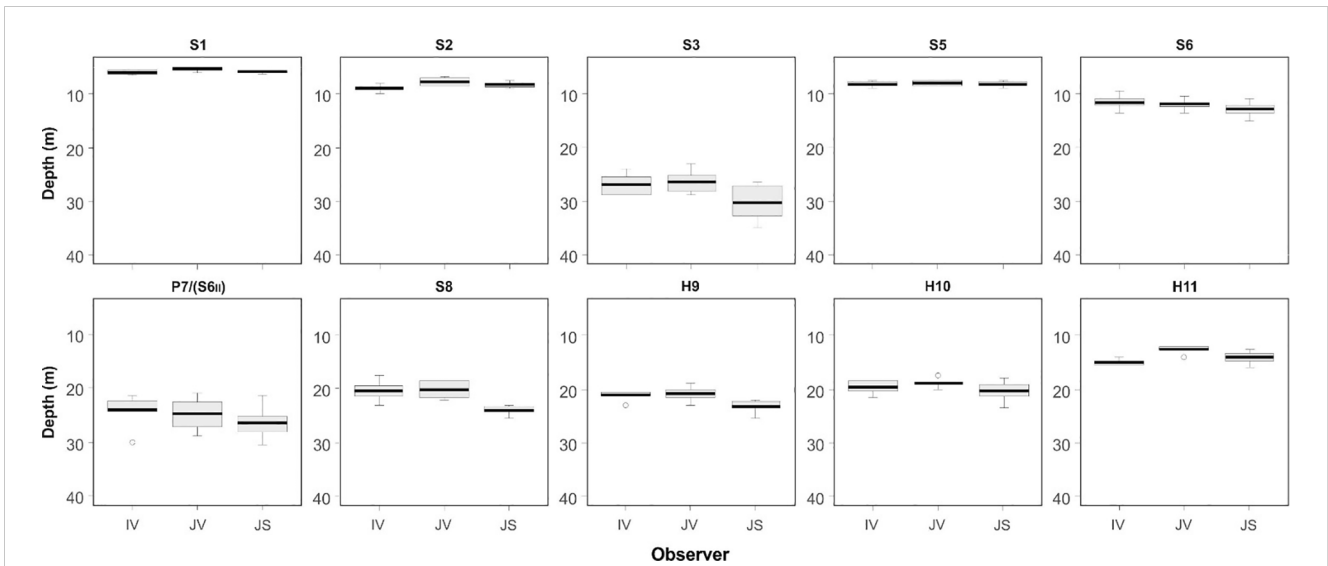 S1 S2 S3 S5 S6
Depth (m)
10 10 10 10 10
20 20 20 20 20
30 30 30 30 30
40 40 40 40 40
P7/(S6II) S8 H9 H10 H11
Depth (m)
10 10 10 10 10
20 20 20 20 20
30 30 30 30 30
40 40 40 40 40
IV JV JS IV JV JS IV JV JS IV JV JS IV JV JS
Observer